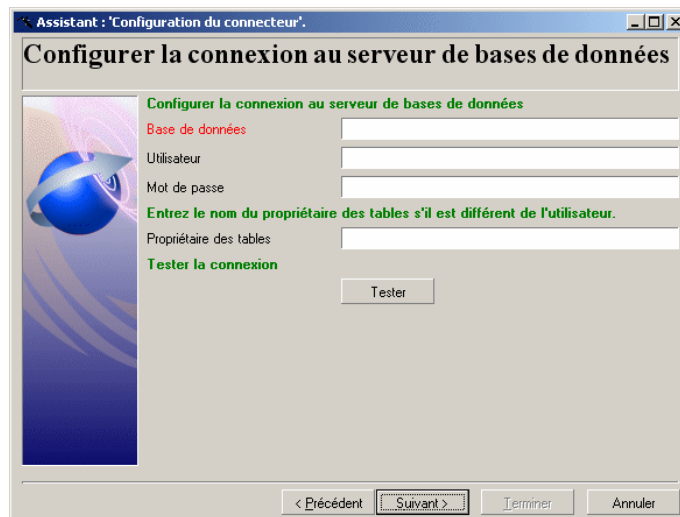 Assistant : 'Configuration du connecteur'.
Configurer la connexion au serveur de bases de données
Configurer la connexion au serveur de bases de données
Base de données
Utilisateur
Mot de passe
Entrez le nom du propriétaire des tables s'il est différent de l'utilisateur.
Propriétaire des tables
Tester la connexion
Tester
< Précédent Suivant > Terminer Annuler